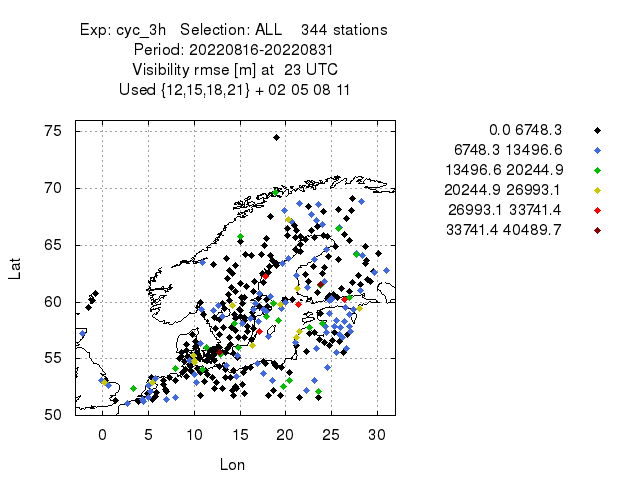 Exp: cyc_3h Selection: ALL 344 stations
Period: 20220816-20220831
Visibility rmse [m] at 23 UTC
Used {12,15,18,21} + 02 05 08 11
75
70
65
60
55
50
Lat
0 5 10 15 20 25 30
Lon
0.0 6748.3
6748.3 13496.6
13496.6 20244.9
20244.9 26993.1
26993.1 33741.4
33741.4 40489.7